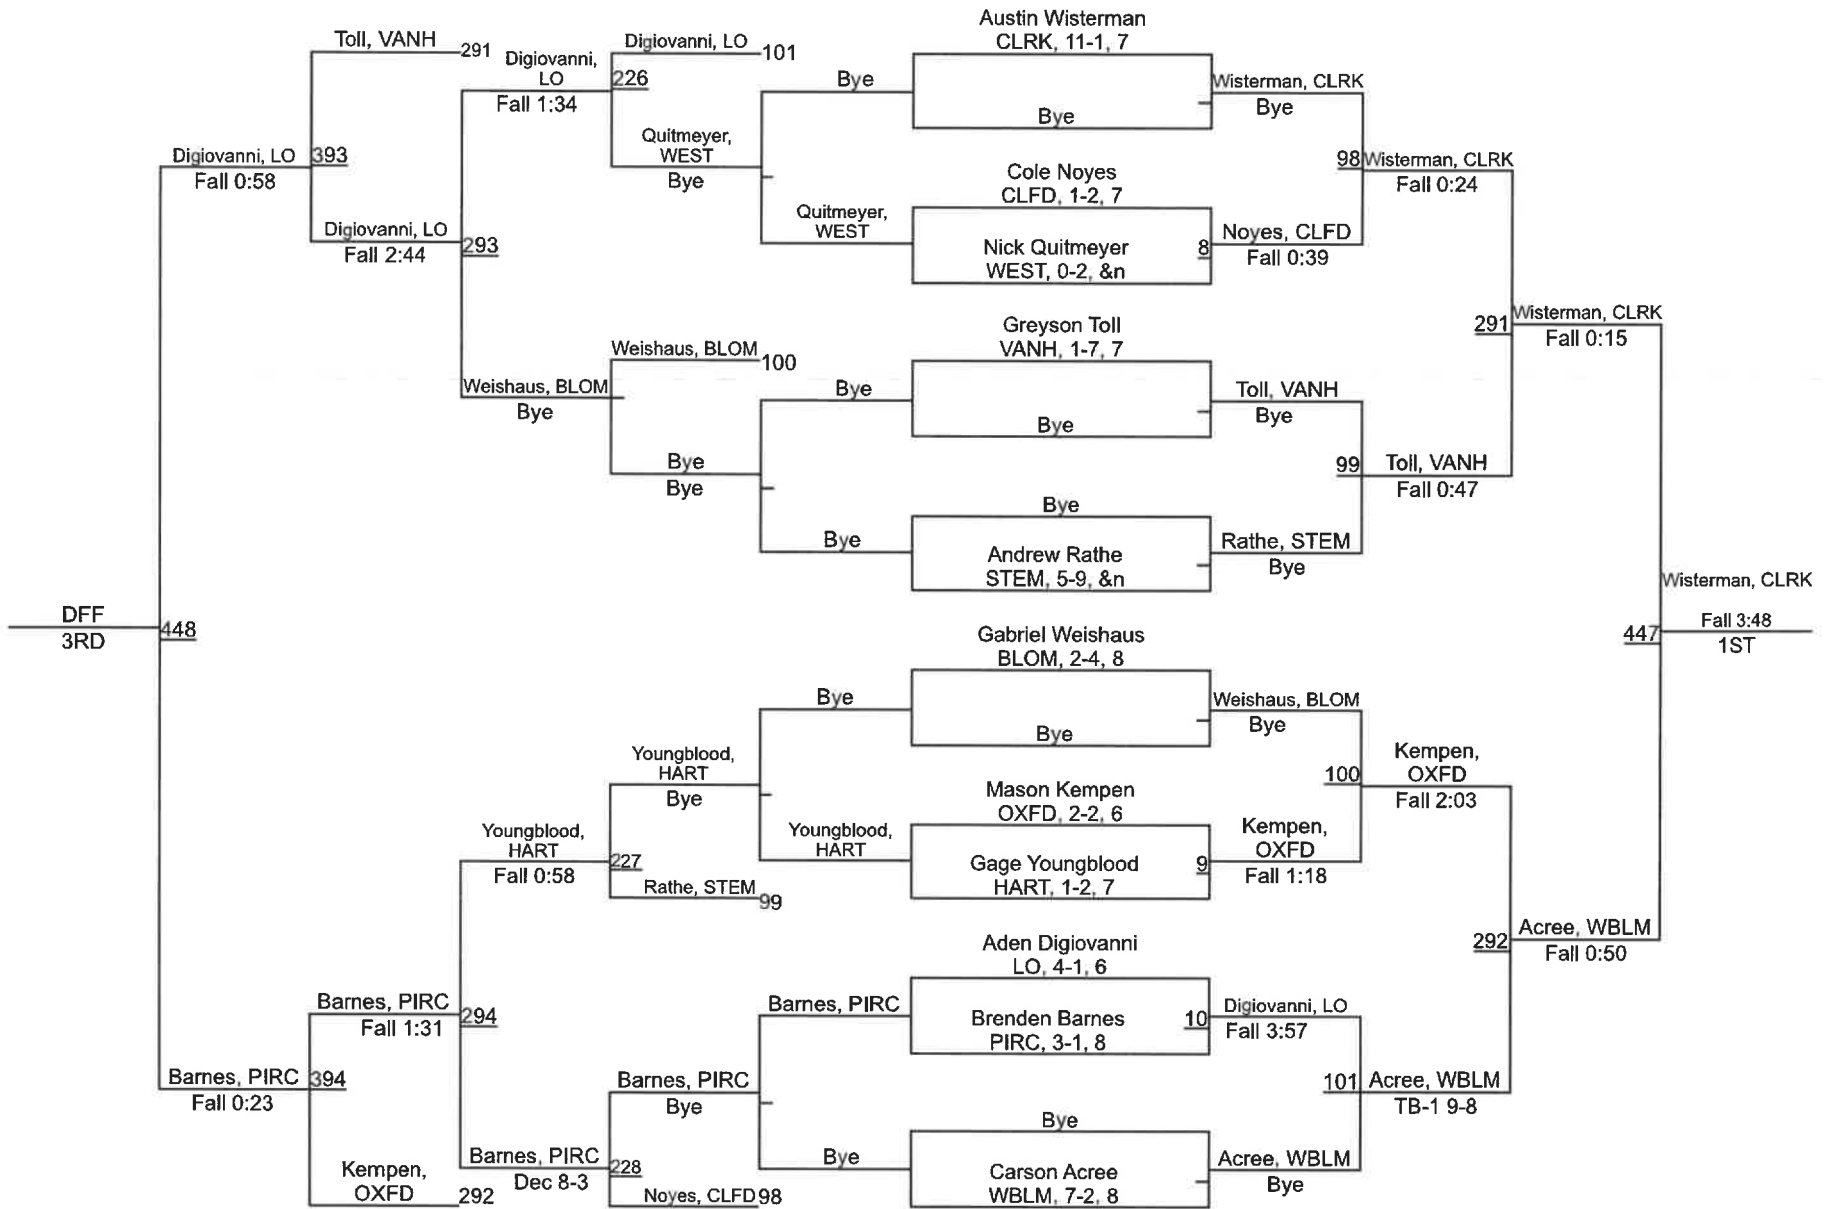 Toll, VANH
291
Digiovanni,
LO
Fall 1:34
Digiovanni, LO
101
226
Quitmeyer,
WEST
Bye
Digiovanni, LO
Fall 0:58
393
Digiovanni, LO
Fall 2:44
293
Weishaus, BLOM
Bye
Weishaus, BLOM
100
Bye
Bye
Bye
Quitmeyer,
WEST
Bye
Bye
Austin Wisterman
CLRK, 11-1, 7
Bye
Cole Noyes
CLFD, 1-2, 7
Nick Quitmeyer
WEST, 0-2, &n
8
Greyson Toll
VANH, 1-7, 7
Bye
Bye
Andrew Rathe
STEM, 5-9, &n
Wisterman, CLRK
Bye
98
Wisterman, CLRK
Fall 0:24
Noyes, CLFD
Fall 0:39
291
Wisterman, CLRK
Fall 0:15
Toll, VANH
Bye
99
Toll, VANH
Fall 0:47
Rathe, STEM
Bye
DFF
3RD
448
Wisterman, CLRK
447
Fall 3:48
1ST
Gabriel Weishaus
BLOM, 2-4, 8
Bye
Bye
Weishaus, BLOM
Bye
Youngblood,
HART
Bye
Mason Kempen
OXFD, 2-2, 6
Gage Youngblood
HART, 1-2, 7
9
100
Kempen,
OXFD
Fall 2:03
Youngblood,
HART
Fall 0:58
227
Rathe, STEM
99
Youngblood,
HART
Kempen,
OXFD
Fall 1:18
Aden Digiovanni
LO, 4-1, 6
Brenden Barnes
PIRC, 3-1, 8
10
292
Acree, WBLM
Fall 0:50
Barnes, PIRC
Fall 1:31
294
Barnes, PIRC
Digiovanni, LO
Fall 3:57
Barnes, PIRC
Fall 0:23
394
Barnes, PIRC
Bye
101
Acree, WBLM
TB-1 9-8
Bye
Carson Acree
WBLM, 7-2, 8
Bye
Acree, WBLM
Bye
Kempen,
OXFD
292
Barnes, PIRC
Dec 8-3
228
Noyes, CLFD
98